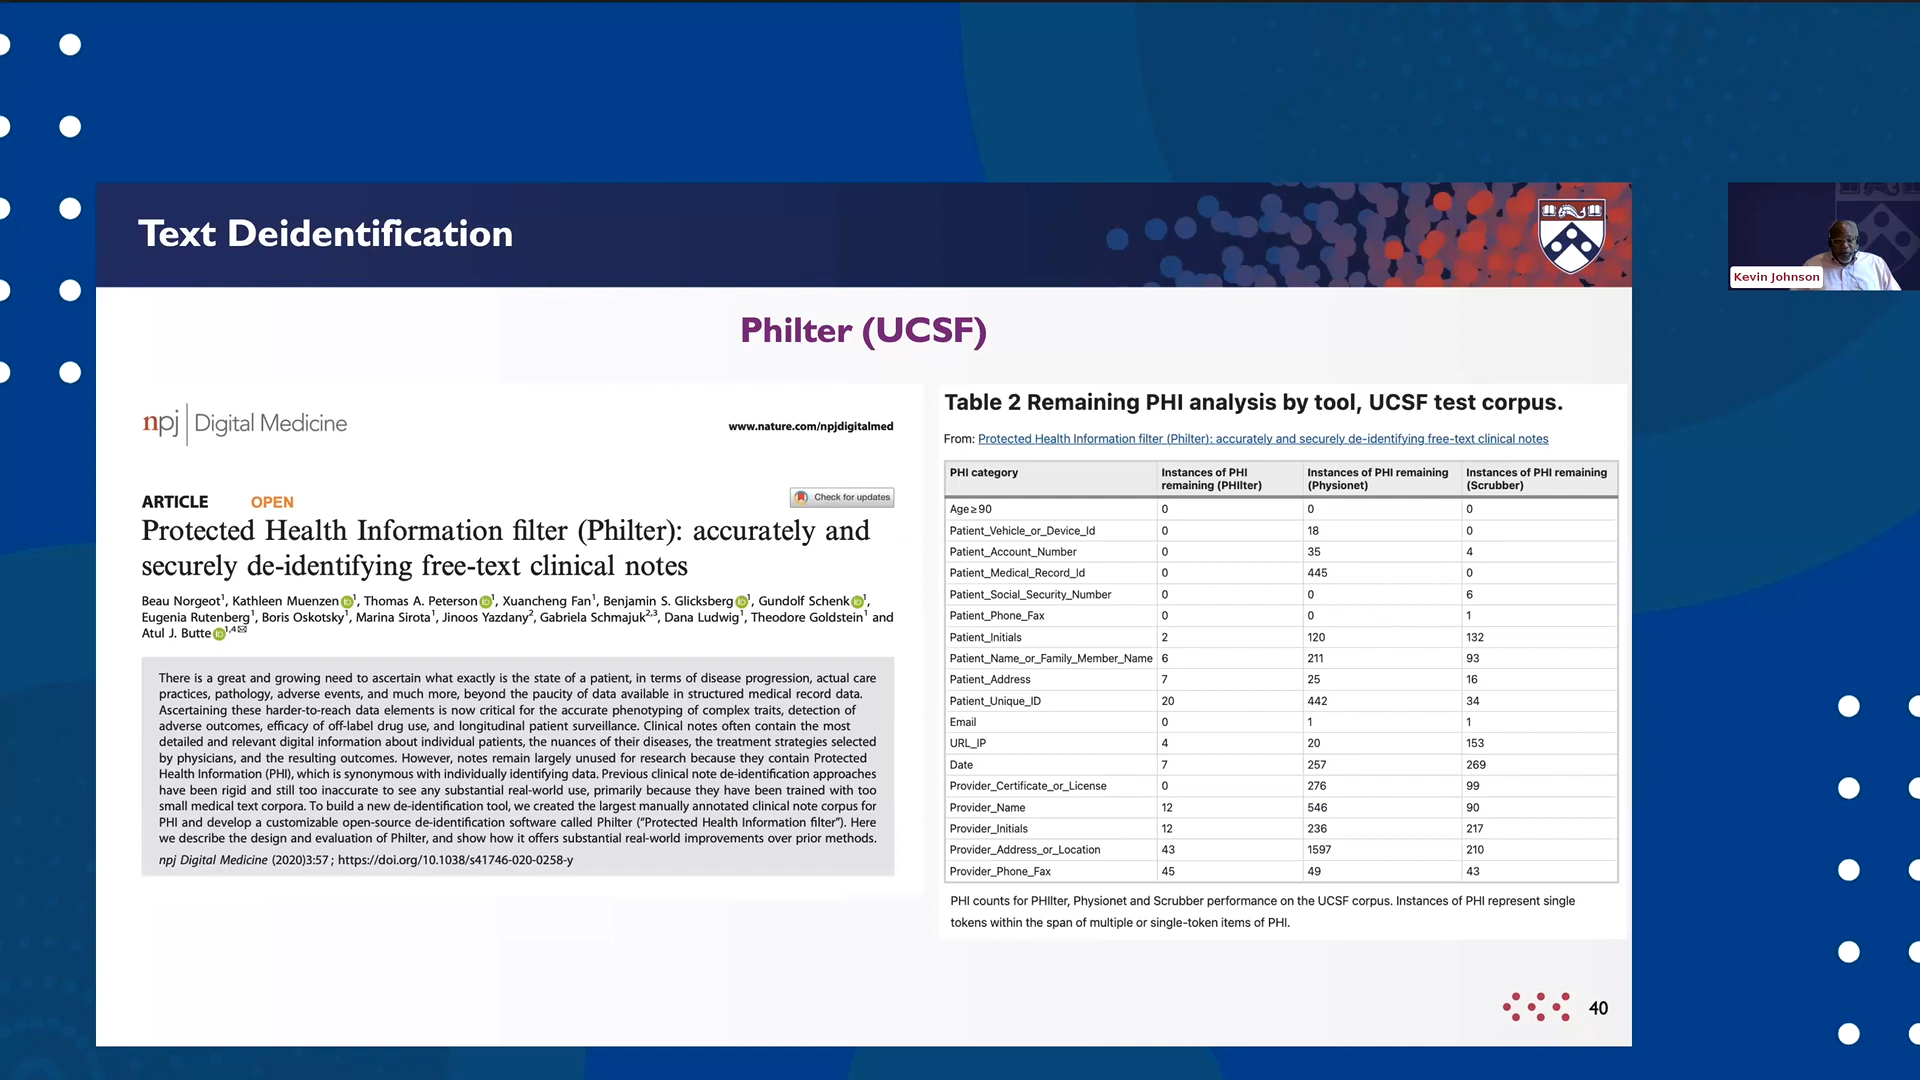 Text Deidentification
Kevin Johnson
Philter (UCSF)
npj Digital Medicine
www.nature.com/npjdigitalmed
ARTICLE OPEN
Check for updates
Protected Health Information filter (Philter): accurately and
securely de-identifying free-text clinical notes
Beau Norgeot1, Kathleen Muenzen iD1, Thomas A. Peterson iD1, Xuancheng Fan1, Benjamin S. Glicksberg iD1, Gundolf Schenk iD1,
Eugenia Rutenberg1, Boris Oskotsky1, Marina Sirota1, Jinoos Yazdany2, Gabriela Schmajuk2,3, Dana Ludwig1, Theodore Goldstein1 and
Atul J. Butte iD1,4✉
There is a great and growing need to ascertain what exactly is the state of a patient, in terms of disease progression, actual care
practices, pathology, adverse events, and much more, beyond the paucity of data available in structured medical record data.
Ascertaining these harder-to-reach data elements is now critical for the accurate phenotyping of complex traits, detection of
adverse outcomes, efficacy of off-label drug use, and longitudinal patient surveillance. Clinical notes often contain the most
detailed and relevant digital information about individual patients, the nuances of their diseases, the treatment strategies selected
by physicians, and the resulting outcomes. However, notes remain largely unused for research because they contain Protected
Health Information (PHI), which is synonymous with individually identifying data. Previous clinical note de-identification approaches
have been rigid and still too inaccurate to see any substantial real-world use, primarily because they have been trained with too
small medical text corpora. To build a new de-identification tool, we created the largest manually annotated clinical note corpus for
PHI and develop a customizable open-source de-identification software called Philter ("Protected Health Information filter"). Here
we describe the design and evaluation of Philter, and show how it offers substantial real-world improvements over prior methods.
npj Digital Medicine (2020)3:57 ; https://doi.org/10.1038/s41746-020-0258-y
Table 2 Remaining PHI analysis by tool, UCSF test corpus.
From: Protected Health Information filter (Philter): accurately and securely de-identifying free-text clinical notes
PHI category Instances of PHI remaining (PHIlter) Instances of PHI remaining (Physionet) Instances of PHI remaining (Scrubber)
Age ≥ 90 0 0 0
Patient_Vehicle_or_Device_Id 0 18 0
Patient_Account_Number 0 35 4
Patient_Medical_Record_Id 0 445 0
Patient_Social_Security_Number 0 0 6
Patient_Phone_Fax 0 0 1
Patient_Initials 2 120 132
Patient_Name_or_Family_Member_Name 6 211 93
Patient_Address 7 25 16
Patient_Unique_ID 20 442 34
Email 0 1 1
URL_IP 4 20 153
Date 7 257 269
Provider_Certificate_or_License 0 276 99
Provider_Name 12 546 90
Provider_Initials 12 236 217
Provider_Address_or_Location 43 1597 210
Provider_Phone_Fax 45 49 43
PHI counts for PHIlter, Physionet and Scrubber performance on the UCSF corpus. Instances of PHI represent single
tokens within the span of multiple or single-token items of PHI.
40